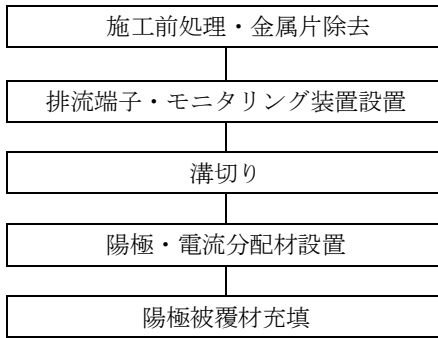 施工前処理・金属片除去
排流端子・モニタリング装置設置
溝切り
陽極・電流分配材設置
陽極被覆材充填